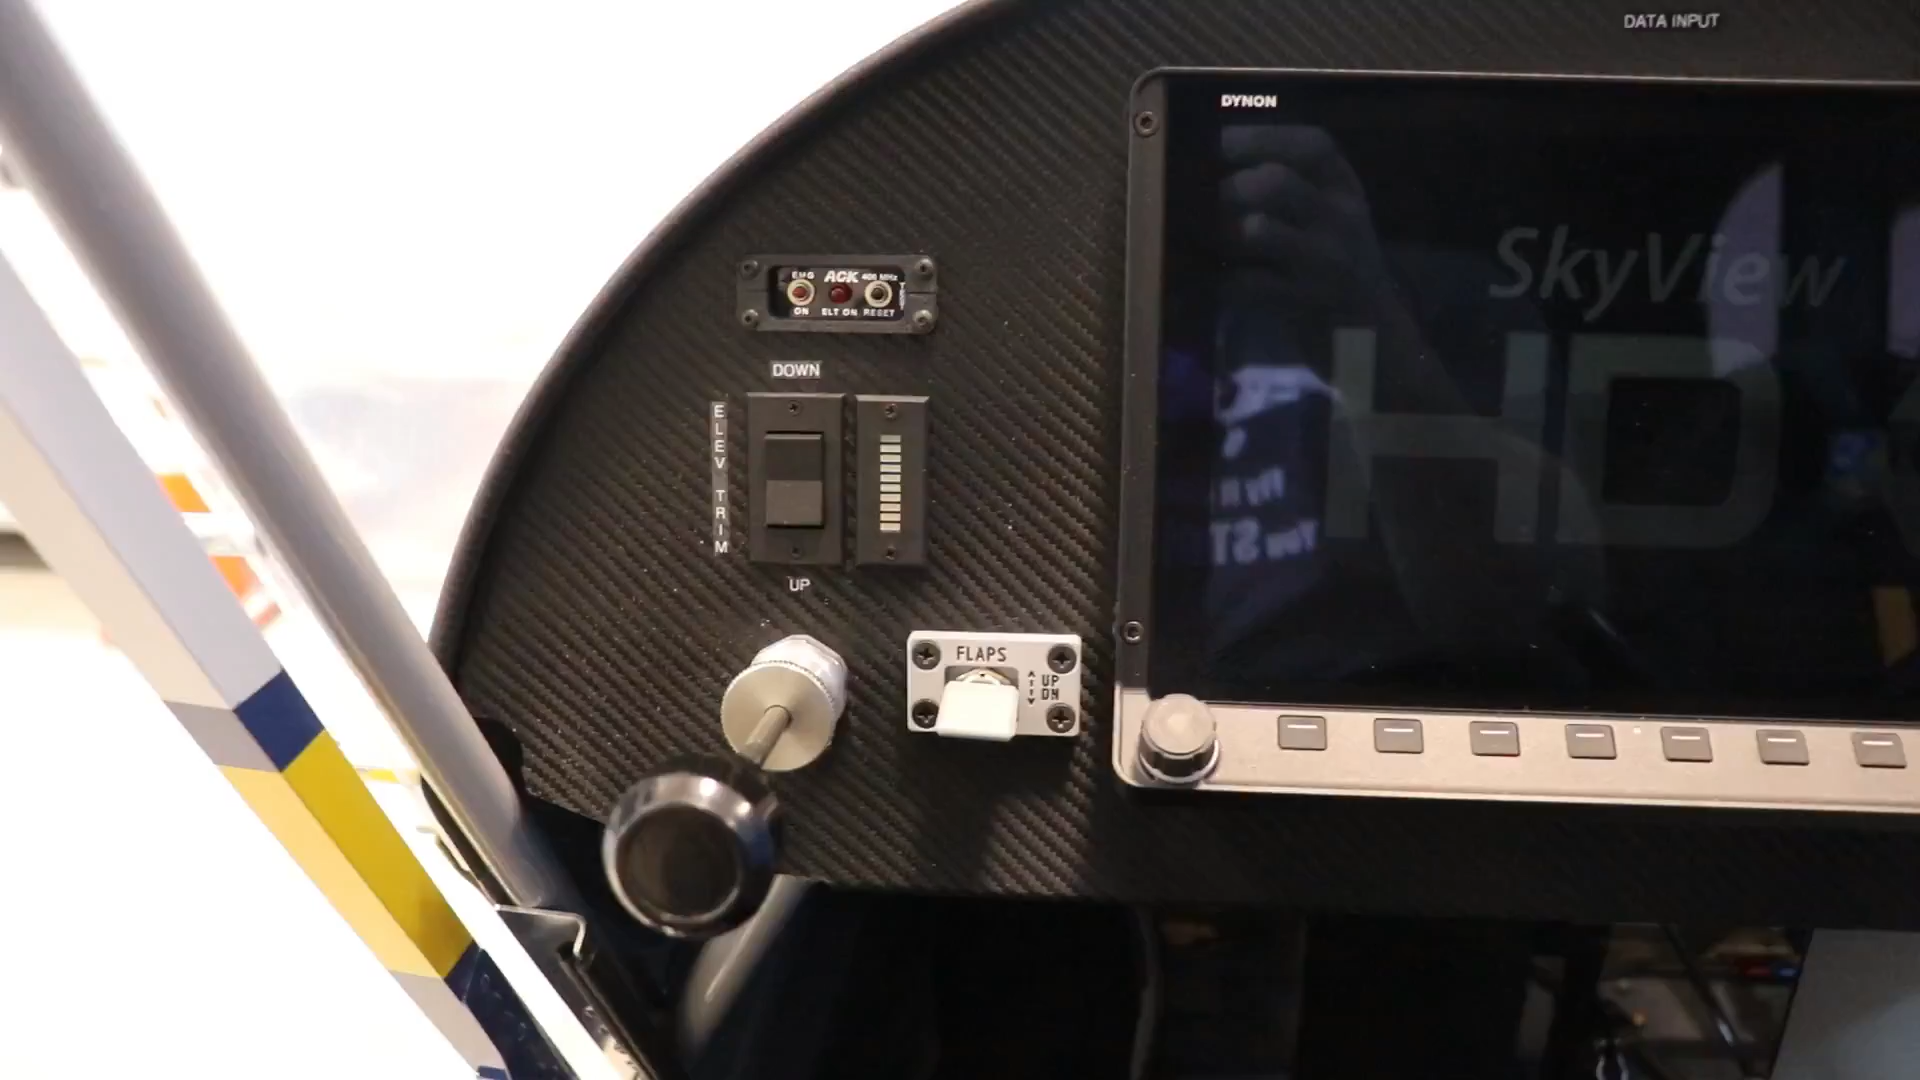 DATA INPUT
DYNON
SkyView
HD
EMG
ACK 406 MHz
ON ELT ON RESET
TEST
DOWN
ELEV TRIM
UP
FLAPS
UP
DN